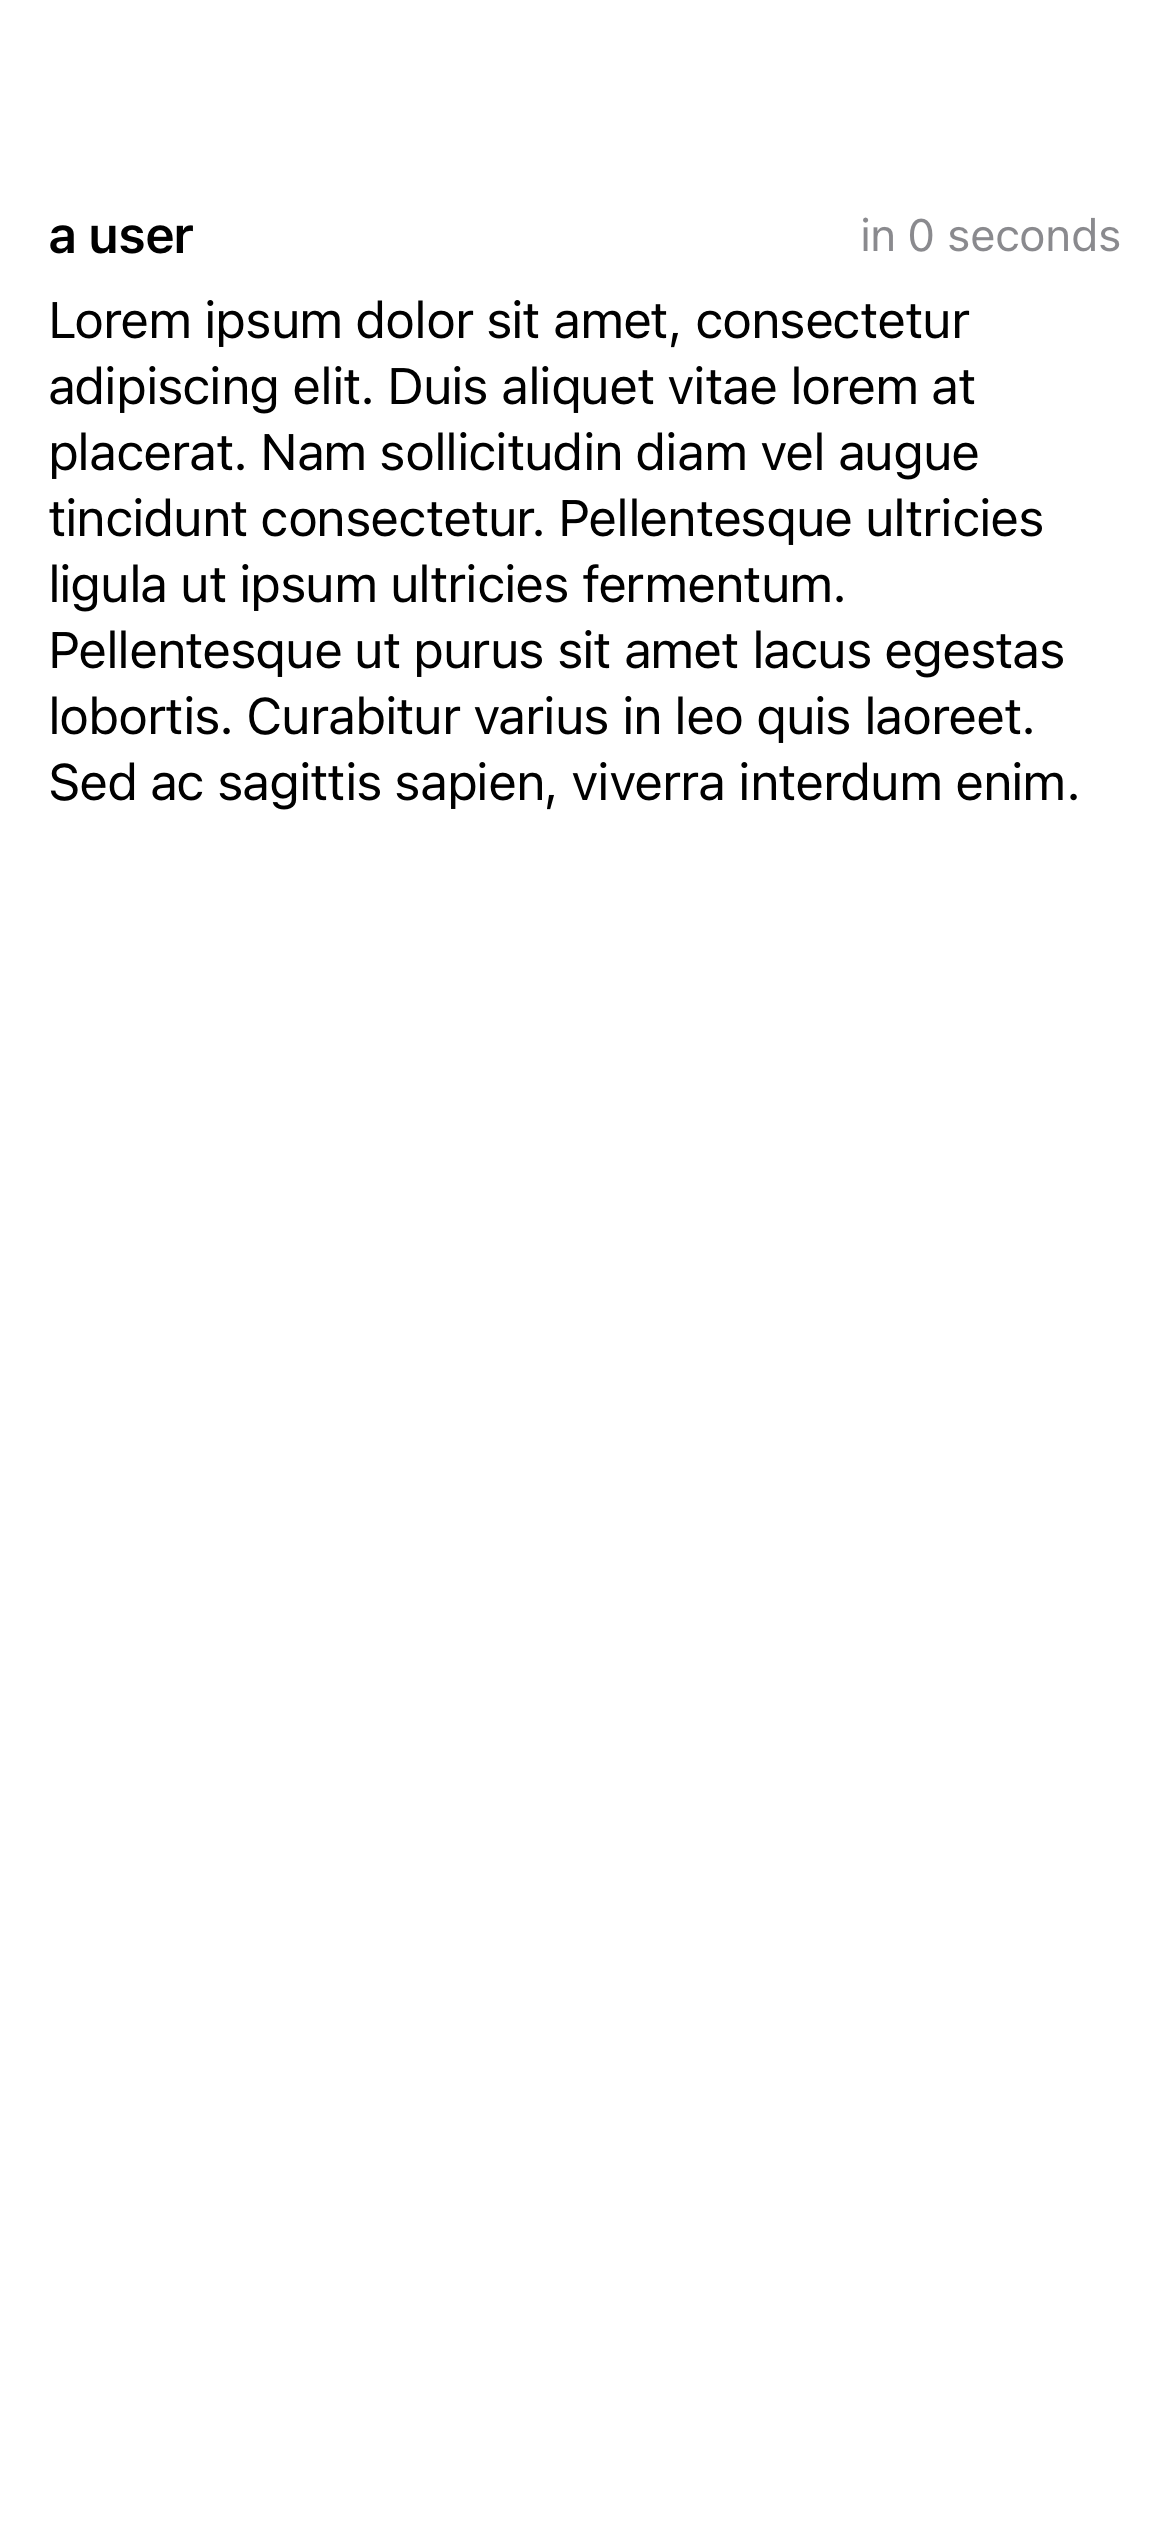 a user in 0 seconds
Lorem ipsum dolor sit amet, consectetur
adipiscing elit. Duis aliquet vitae lorem at
placerat. Nam sollicitudin diam vel augue
tincidunt consectetur. Pellentesque ultricies
ligula ut ipsum ultricies fermentum.
Pellentesque ut purus sit amet lacus egestas
lobortis. Curabitur varius in leo quis laoreet.
Sed ac sagittis sapien, viverra interdum enim.